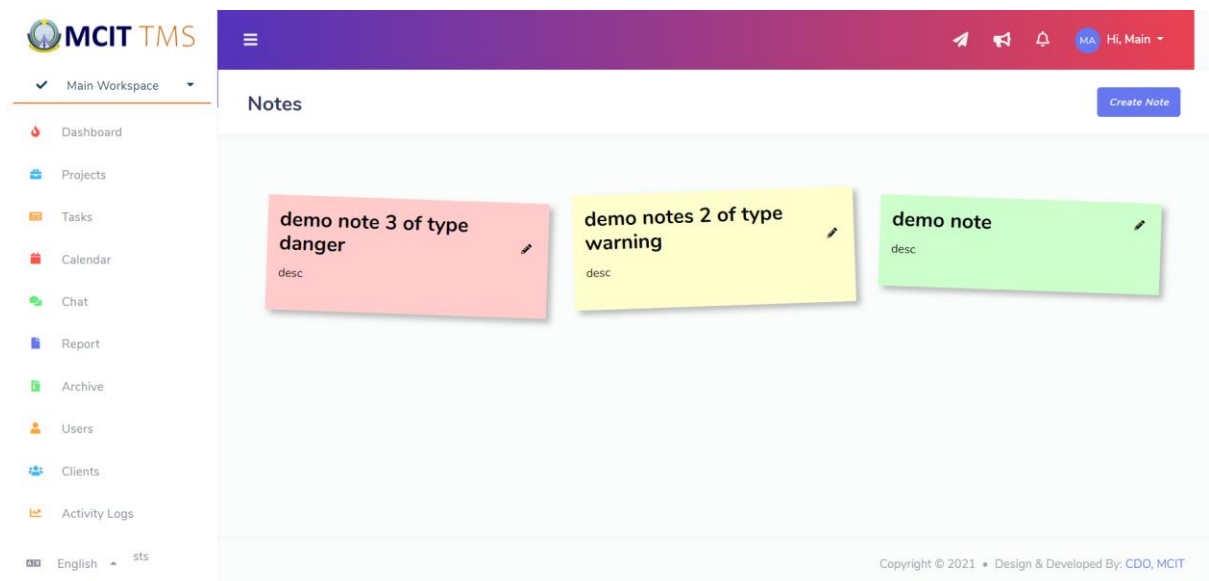 MCIT TMS
Hi, Main
MA
Main Workspace
Notes
Create Note
Dashboard
Projects
Tasks
Calendar
Chat
Report
Archive
Users
Clients
Activity Logs
sts
English
demo note 3 of type
danger
desc
demo notes 2 of type
warning
desc
demo note
desc
Copyright © 2021 • Design & Developed By: CDO, MCIT